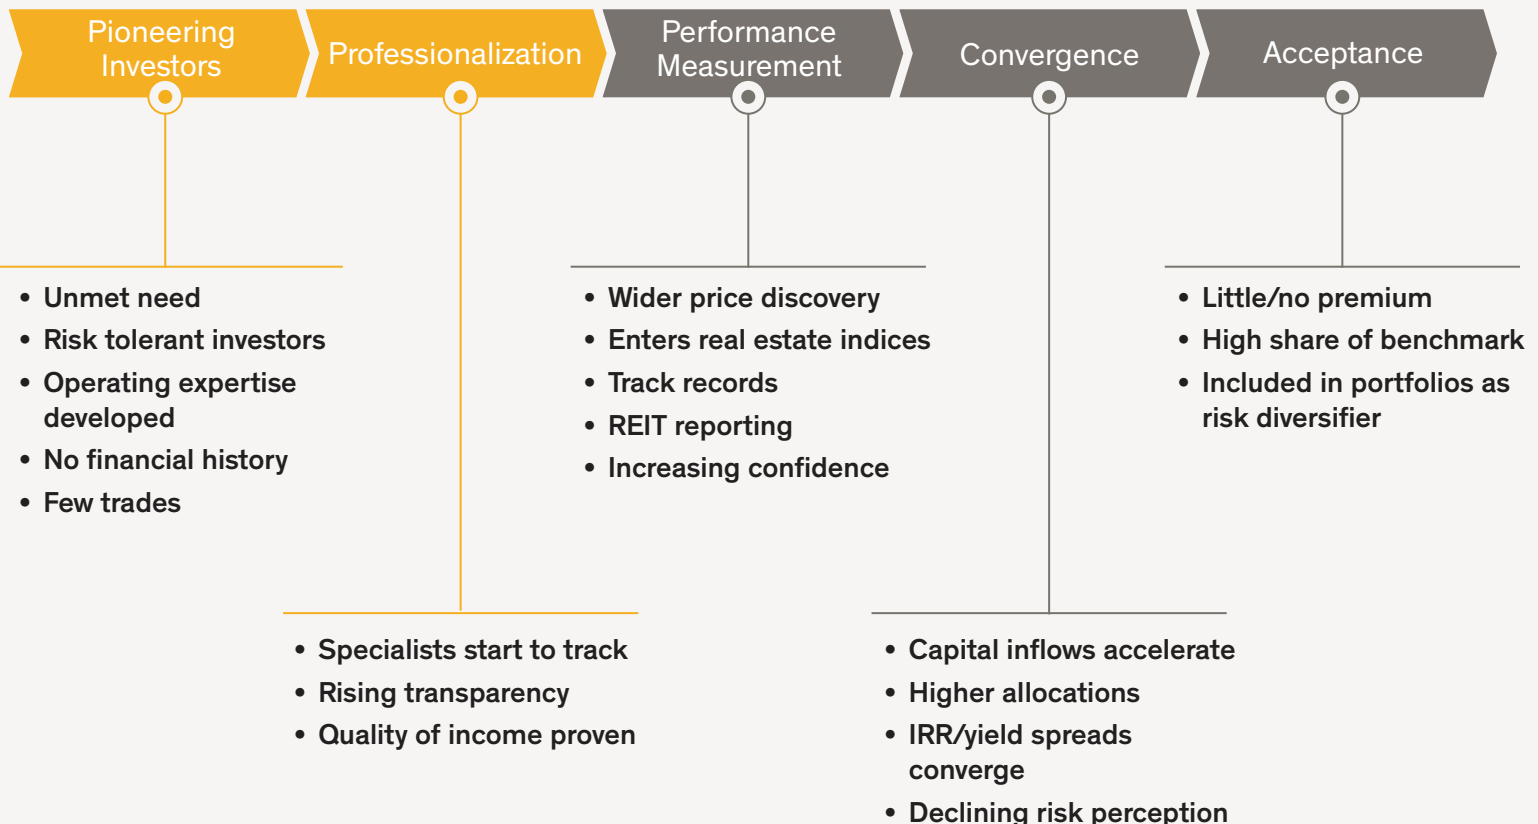 Pioneering
Investors
Professionalization
Performance
Measurement
Convergence
Acceptance
• Unmet need
• Risk tolerant investors
• Operating expertise
developed
• No financial history
• Few trades
• Specialists start to track
• Rising transparency
• Quality of income proven
• Wider price discovery
• Enters real estate indices
• Track records
• REIT reporting
• Increasing confidence
• Capital inflows accelerate
• Higher allocations
• IRR/yield spreads
converge
• Declining risk perception
• Little/no premium
• High share of benchmark
• Included in portfolios as
risk diversifier